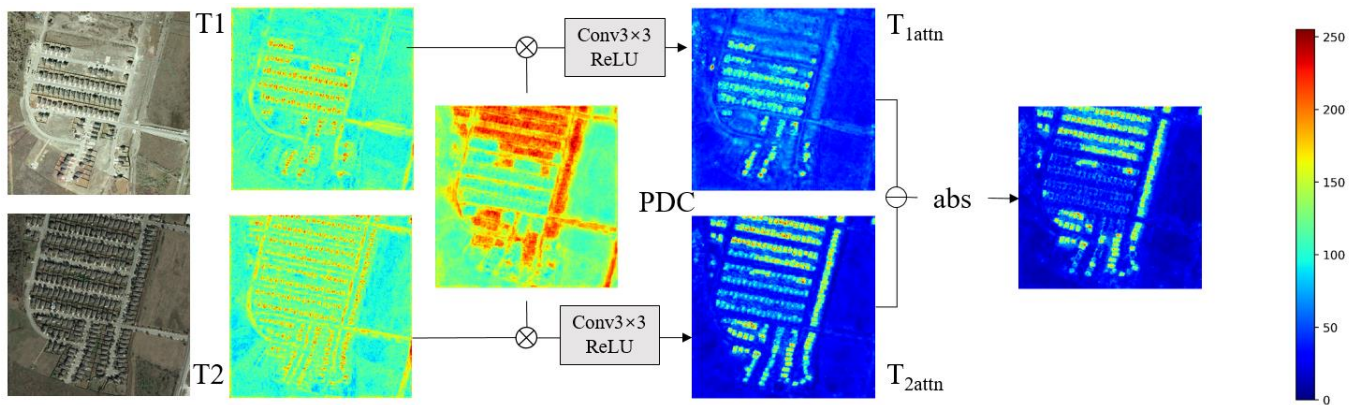 T1
Conv3×3
ReLU
T1attn
PDC
abs
T2
Conv3×3
ReLU
T2attn
250
200
150
100
50
0